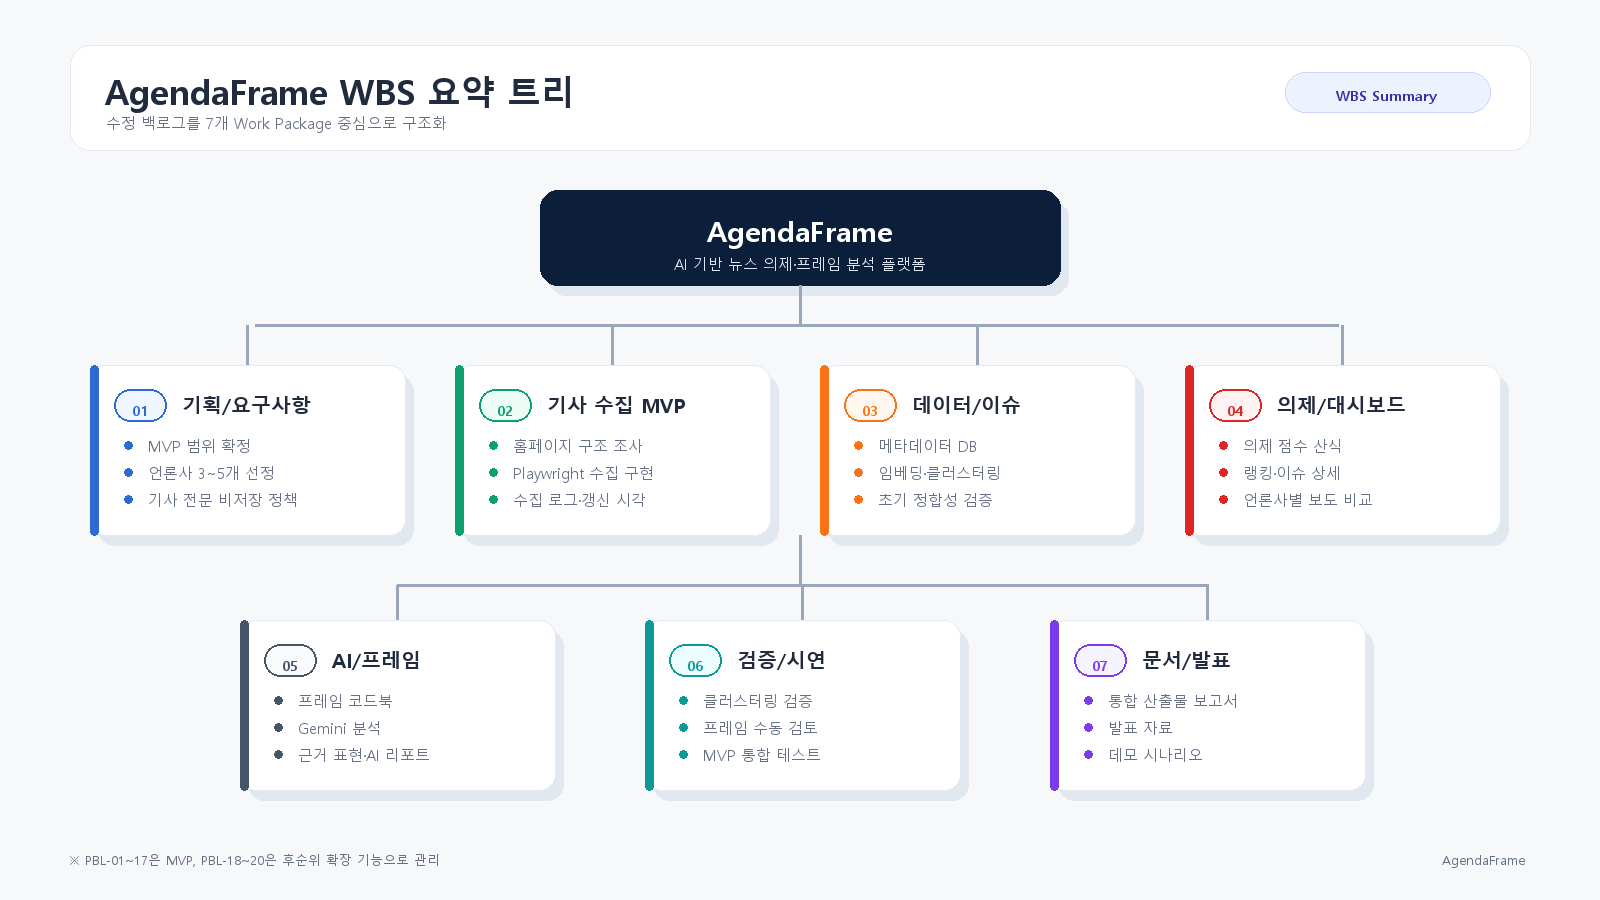 AgendaFrame WBS 요약 트리
수정 백로그를 7개 Work Package 중심으로 구조화
WBS Summary
AgendaFrame
AI 기반 뉴스 의제·프레임 분석 플랫폼
01 기획/요구사항
MVP 범위 확정
언론사 3~5개 선정
기사 전문 비저장 정책
02 기사 수집 MVP
홈페이지 구조 조사
Playwright 수집 구현
수집 로그·갱신 시각
03 데이터/이슈
메타데이터 DB
임베딩·클러스터링
초기 정합성 검증
04 의제/대시보드
의제 점수 산식
랭킹·이슈 상세
언론사별 보도 비교
05 AI/프레임
프레임 코드북
Gemini 분석
근거 표현·AI 리포트
06 검증/시연
클러스터링 검증
프레임 수동 검토
MVP 통합 테스트
07 문서/발표
통합 산출물 보고서
발표 자료
데모 시나리오
※ PBL-01~17은 MVP, PBL-18~20은 후순위 확장 기능으로 관리
AgendaFrame